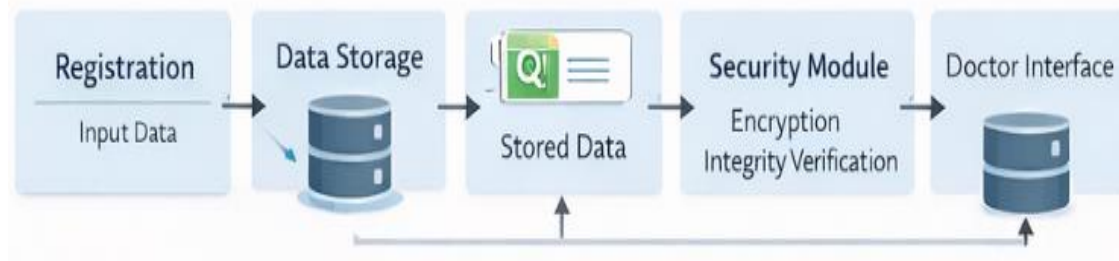 Registration
Input Data
Data Storage
Q!
Stored Data
Security Module
Encryption
Integrity Verification
Doctor Interface